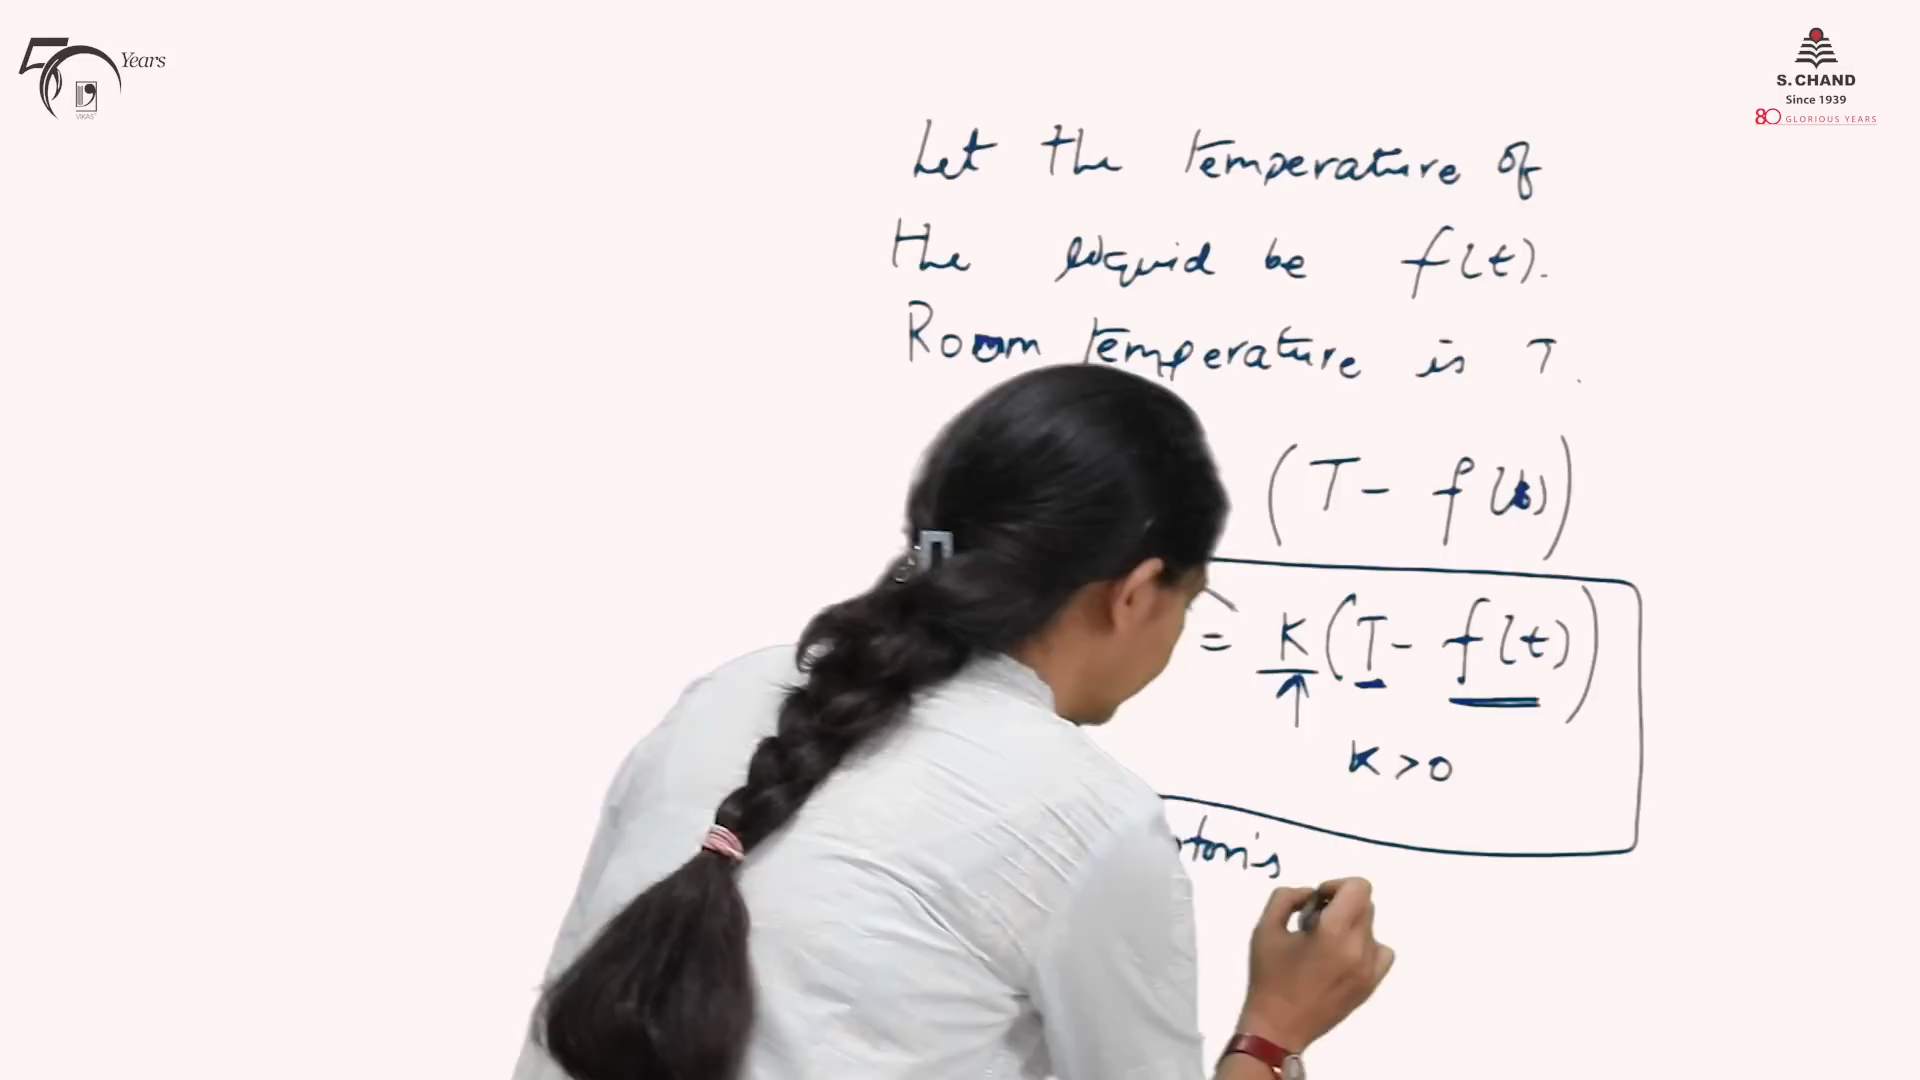 50 Years
VIKAS
S. CHAND
Since 1939
80 GLORIOUS YEARS
Let the temperature of
the liquid be f(t).
Room temperature is T.
(T - f(t))
= K(T - f(t))
K > 0